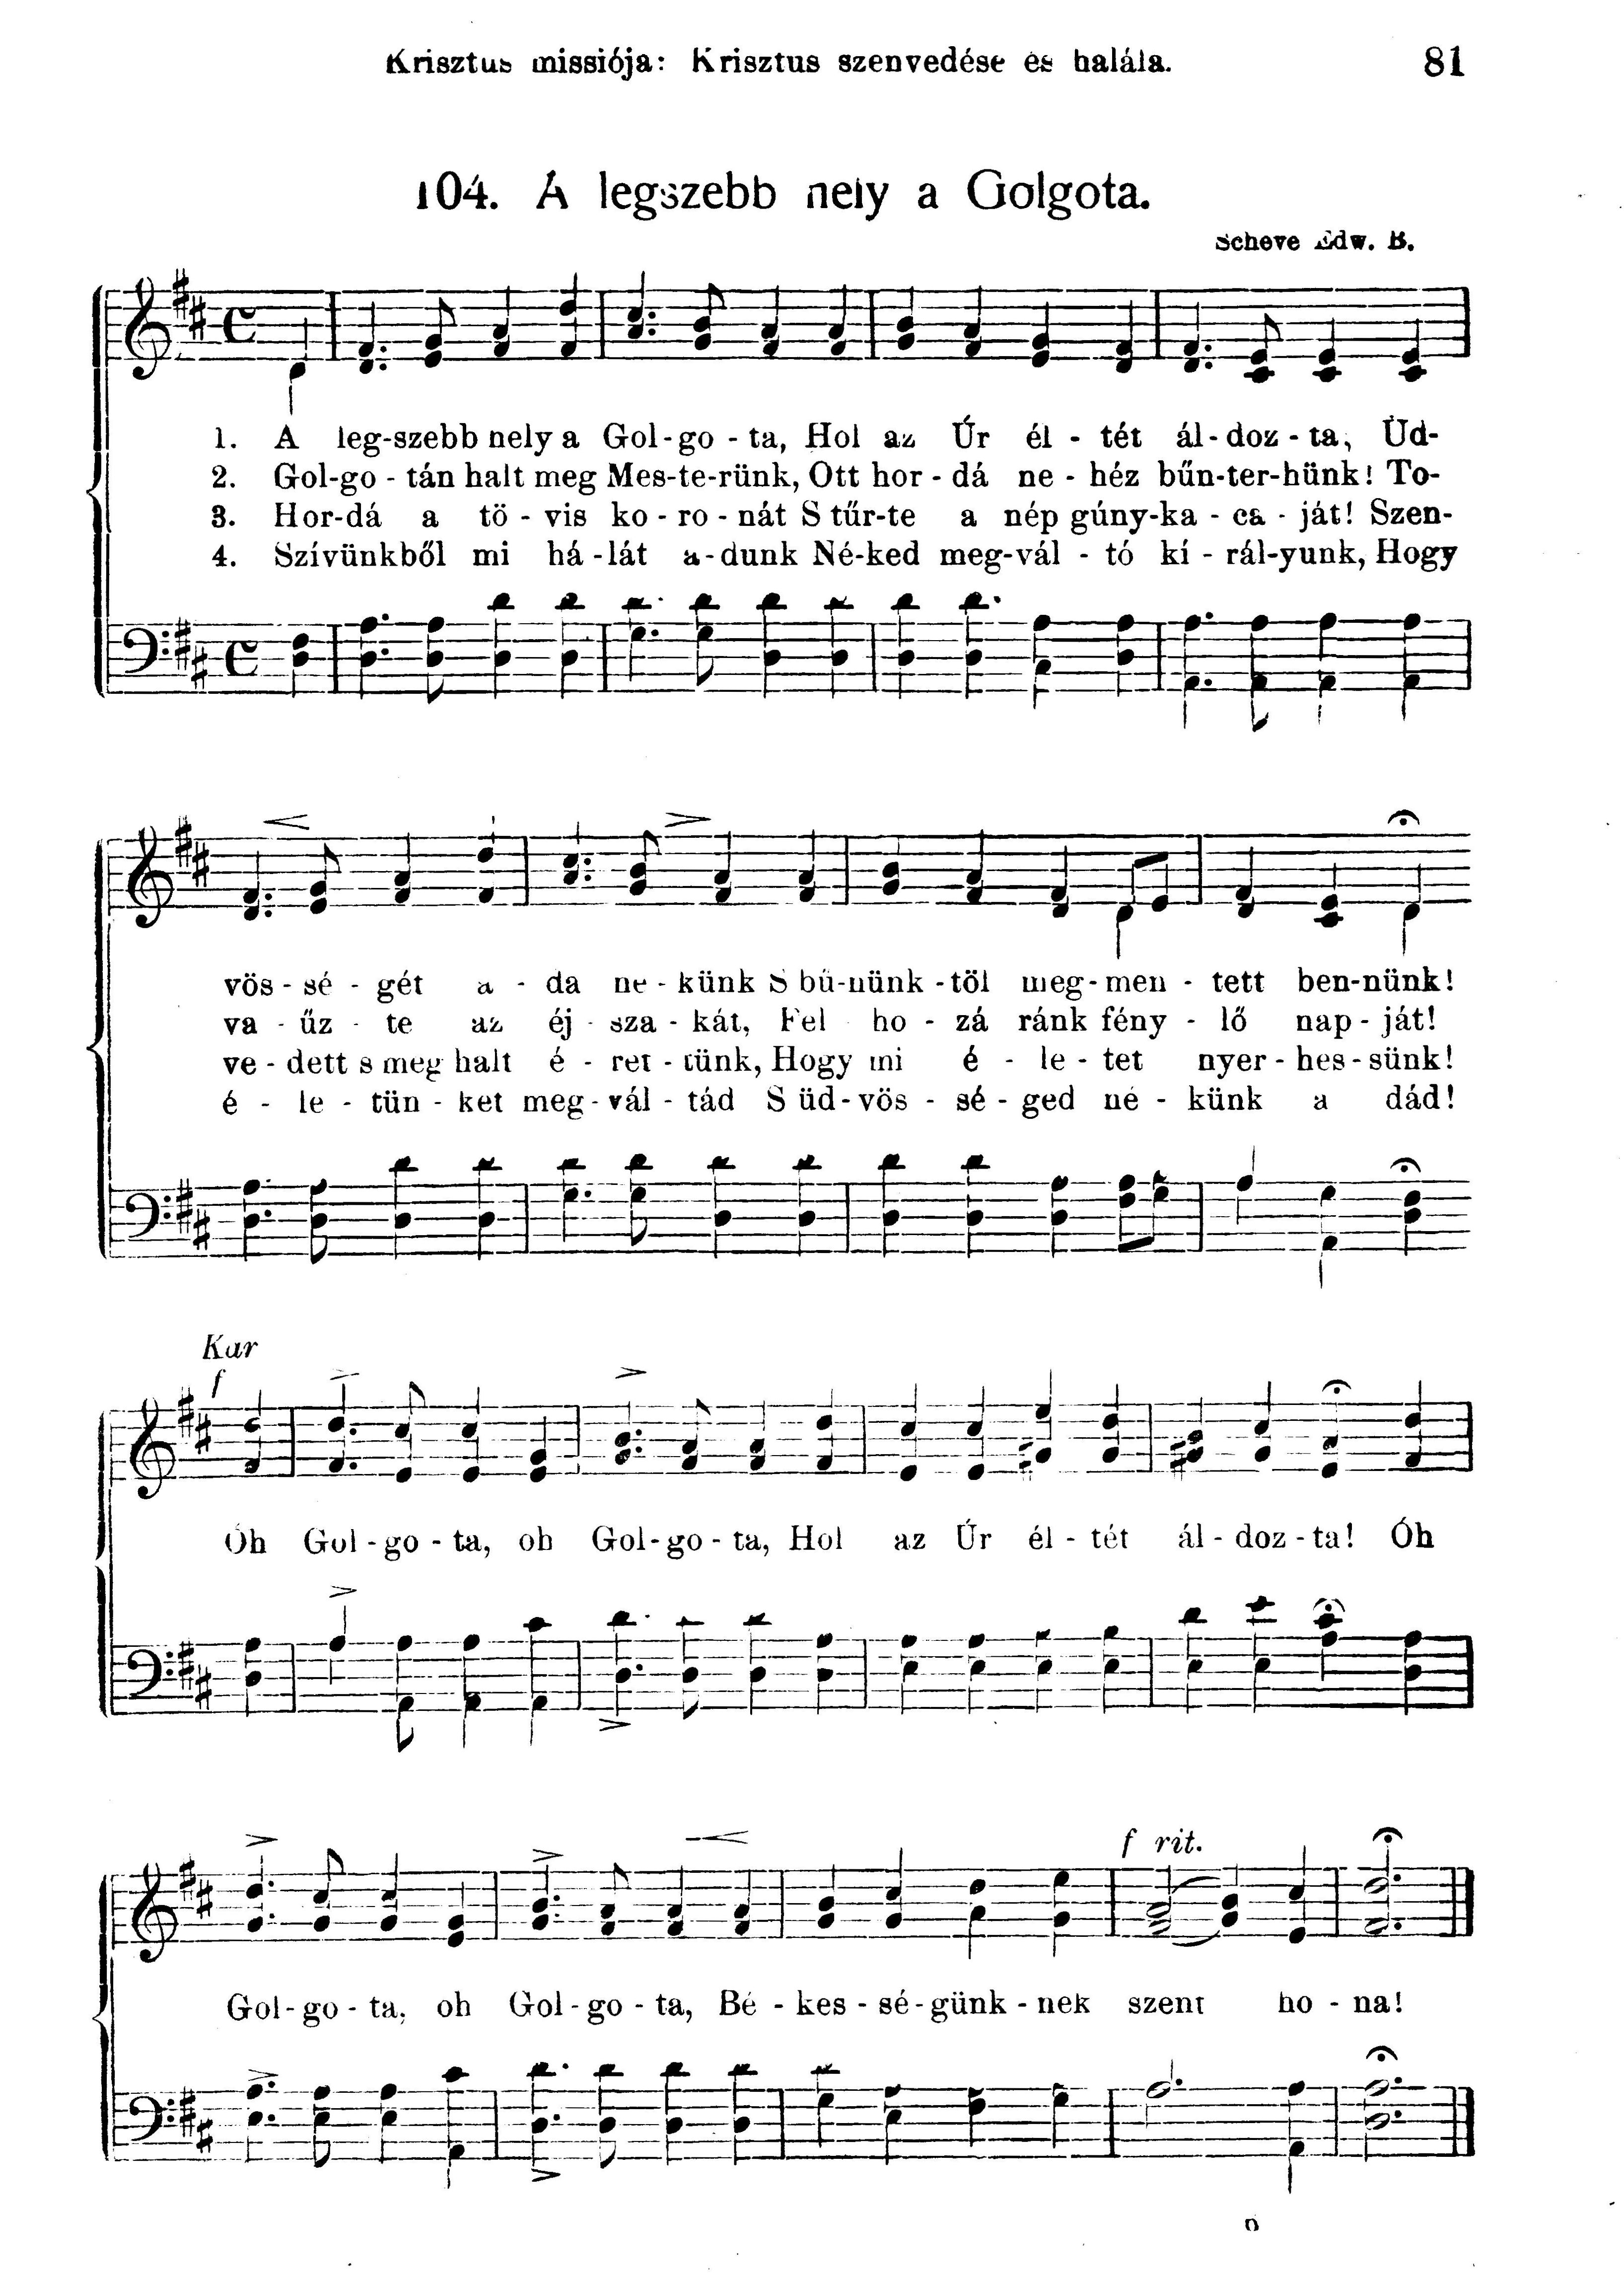 Krisztus missiója: Krisztus szenvedése és halála. 81
104. A legszebb hely a Golgota.
Scheve Edw. B.
1. A leg-szebb hely a Gol-go-ta, Hol az Úr él-tét ál-doz-ta, Üd-
2. Gol-go-tán halt meg Mes-te-rünk, Ott hor-dá ne-héz bűn-ter-hünk! To-
3. Hor-dá a tö-vis ko-ro-nát S tűr-te a nép gúny-ka-ca-ját! Szen-
4. Szívünkből mi há-lát a-dunk Né-ked meg-vál-tó kí-rál-yunk, Hogy
vös-sé-gét a-da ne-künk S bű-nünk-töl meg-men-tett ben-nünk!
va-űz-te az éj-sza-kát, Fel ho-zá ránk fény-lő nap-ját!
ve-dett s meg halt é-ret-tünk, Hogy mi é-le-tet nyer-hes-sünk!
é-le-tün-ket meg-vál-tád S üd-vös-sé-ged né-künk a dád!
Kar
f
Óh Gol-go-ta, oh Gol-go-ta, Hol az Úr él-tét ál-doz-ta! Óh
f rit.
Gol-go-ta, oh Gol-go-ta, Bé-kes-sé-günk-nek szent ho-na!